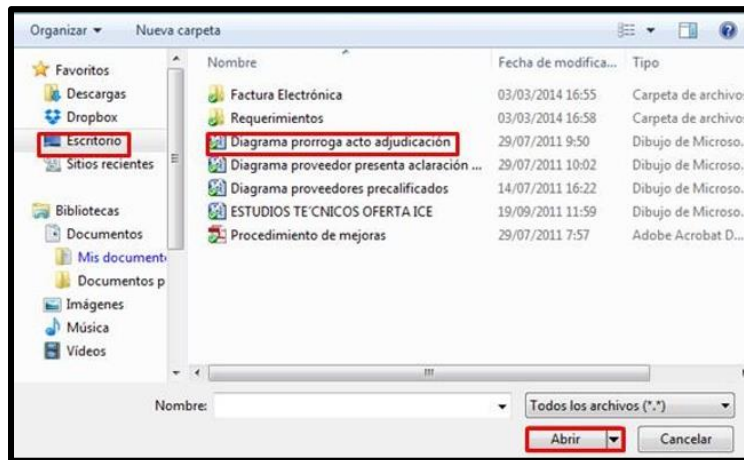 Organizar Nueva carpeta
Favoritos
Descargas
Dropbox
Escritorio
Sitios recientes
Bibliotecas
Documentos
Mis document
Documentos p
Imágenes
Música
Vídeos
Nombre Fecha de modifica... Tipo
Factura Electrónica 03/03/2014 16:55 Carpeta de archivos
Requerimientos 03/03/2014 16:58 Carpeta de archivos
Diagrama prorroga acto adjudicación 29/07/2011 9:50 Dibujo de Microso.
Diagrama proveedor presenta aclaración ... 29/07/2011 10:02 Dibujo de Microso.
Diagrama proveedores precalificados 14/07/2011 16:22 Dibujo de Microso.
ESTUDIOS TE´CNICOS OFERTA ICE 19/09/2011 11:59 Dibujo de Microso.
Procedimiento de mejoras 29/07/2011 7:57 Adobe Acrobat D...
Nombre: Todos los archivos (*.*)
Abrir Cancelar